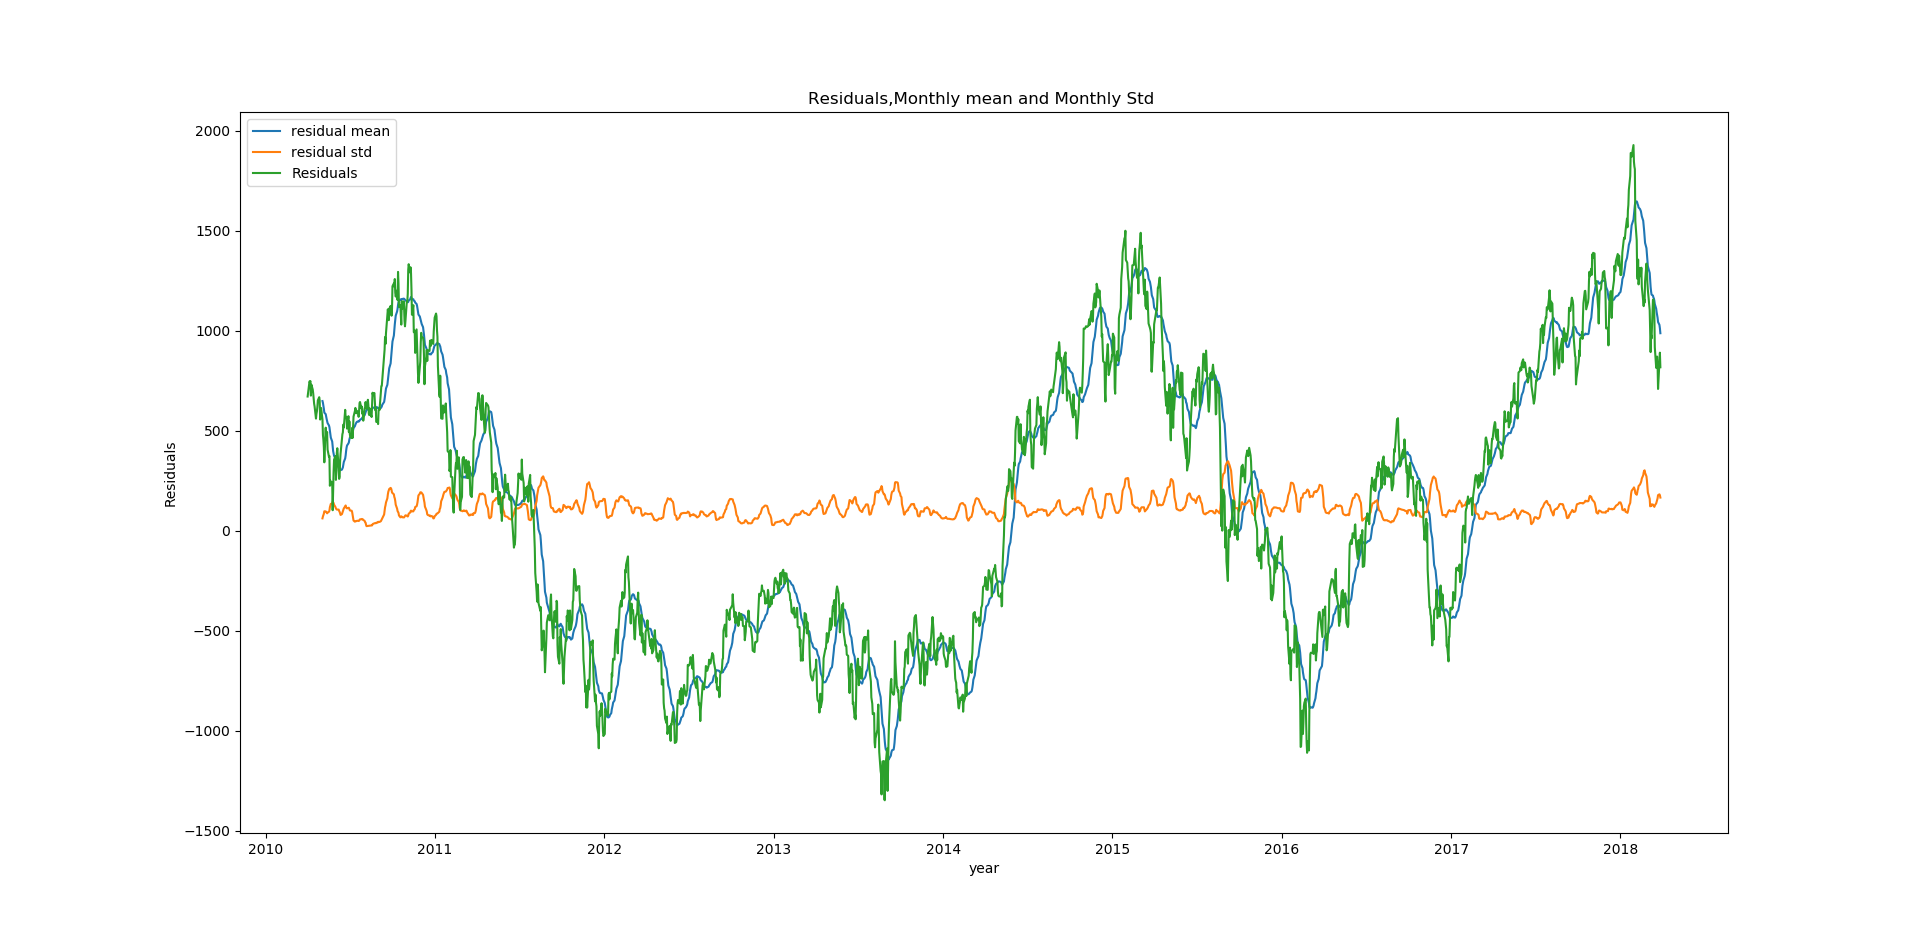 Residuals,Monthly mean and Monthly Std
residual mean
residual std
Residuals
2000
1500
1000
500
0
−500
−1000
−1500
Residuals
2010
2011
2012
2013
2014
2015
2016
2017
2018
year